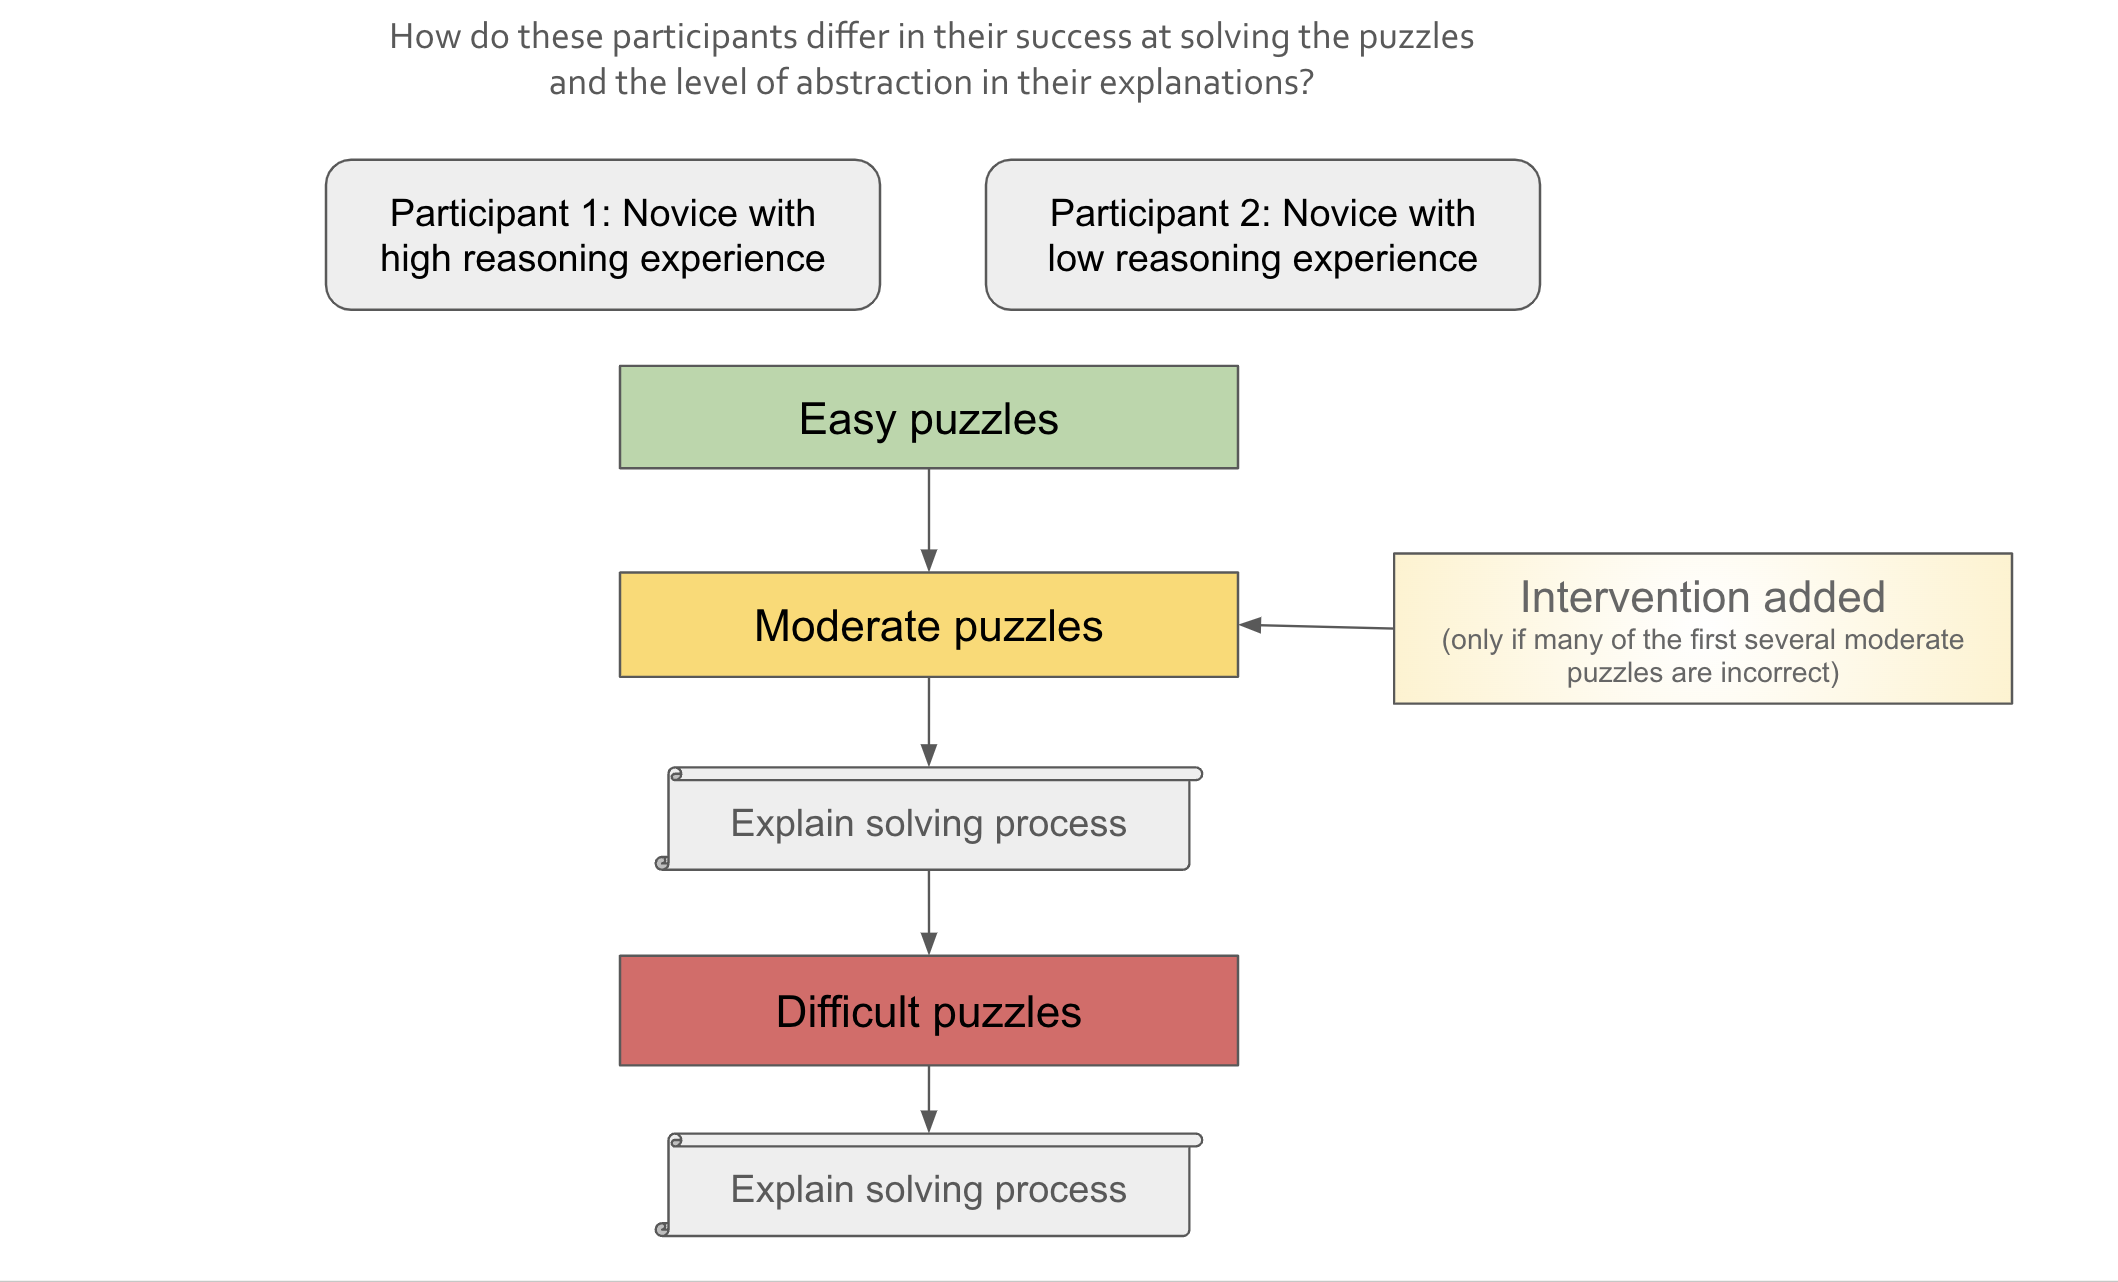 How do these participants differ in their success at solving the puzzles
and the level of abstraction in their explanations?
Participant 1: Novice with
high reasoning experience
Participant 2: Novice with
low reasoning experience
Easy puzzles
Moderate puzzles
Intervention added
(only if many of the first several moderate
puzzles are incorrect)
Explain solving process
Difficult puzzles
Explain solving process